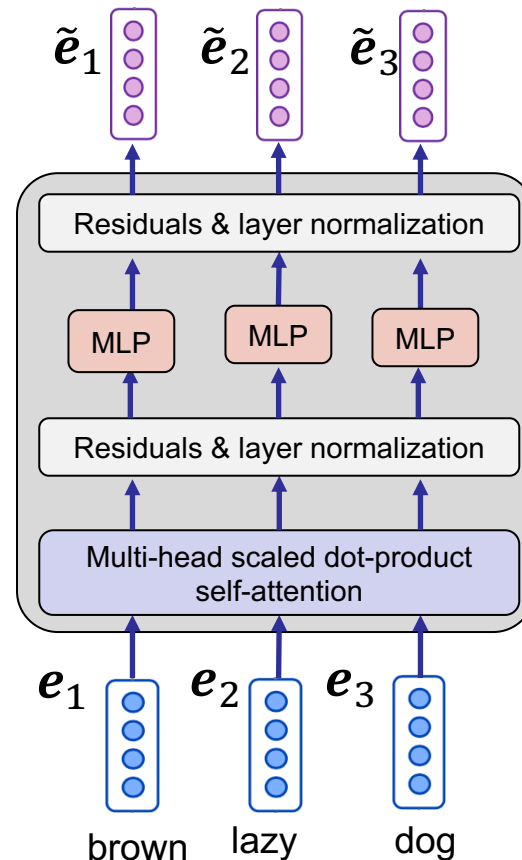 ẽ₁ ẽ₂ ẽ₃
Residuals & layer normalization
MLP MLP MLP
Residuals & layer normalization
Multi-head scaled dot-product
self-attention
e₁ e₂ e₃
brown lazy dog